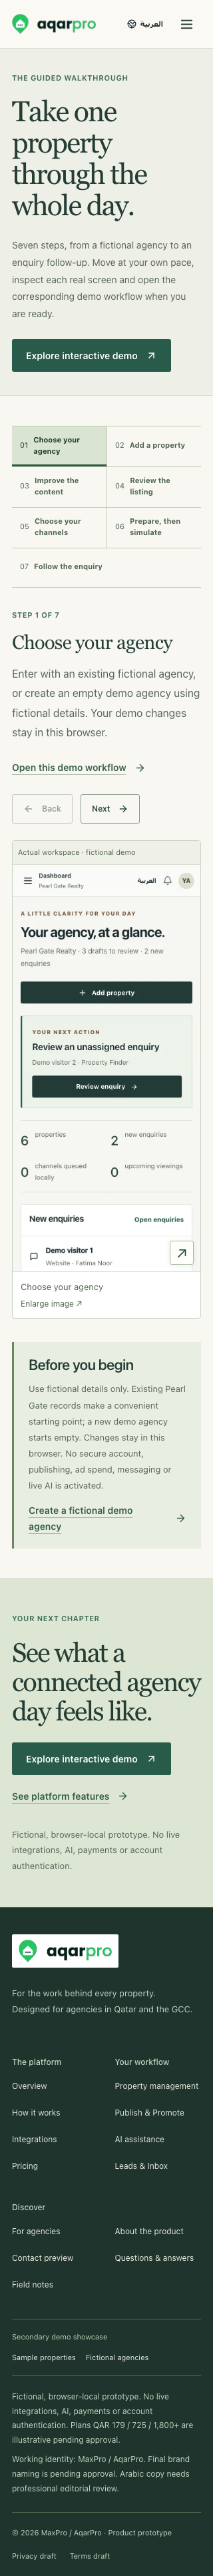 aqarpro
العربية
THE GUIDED WALKTHROUGH
Take one
property
through the
whole day.
Seven steps, from a fictional agency to an
enquiry follow-up. Move at your own pace,
inspect each real screen and open the
corresponding demo workflow when you
are ready.
Explore interactive demo
01 Choose your agency
02 Add a property
03 Improve the content
04 Review the listing
05 Choose your channels
06 Prepare, then simulate
07 Follow the enquiry
STEP 1 OF 7
Choose your agency
Enter with an existing fictional agency,
or create an empty demo agency using
fictional details. Your demo changes
stay in this browser.
Open this demo workflow →
← Back
Next →
Actual workspace · fictional demo
Dashboard
Pearl Gate Realty
العربية
YA
A LITTLE CLARITY FOR YOUR DAY
Your agency, at a glance.
Pearl Gate Realty · 3 drafts to review · 2 new
enquiries
+ Add property
YOUR NEXT ACTION
Review an unassigned enquiry
Demo visitor 2 · Property Finder
Review enquiry →
6 properties
2 new enquiries
0 channels queued locally
0 upcoming viewings
New enquiries
Open enquiries
Demo visitor 1
Website · Fatima Noor
Choose your agency
Enlarge image ↗
Before you begin
Use fictional details only. Existing Pearl
Gate records make a convenient
starting point; a new demo agency
starts empty. Changes stay in this
browser. No secure account,
publishing, ad spend, messaging or
live AI is activated.
Create a fictional demo
agency →
YOUR NEXT CHAPTER
See what a
connected agency
day feels like.
Explore interactive demo
See platform features →
Fictional, browser-local prototype. No live
integrations, AI, payments or account
authentication.
aqarpro
For the work behind every property.
Designed for agencies in Qatar and the GCC.
The platform
Overview
How it works
Integrations
Pricing
Your workflow
Property management
Publish & Promote
AI assistance
Leads & Inbox
Discover
For agencies
About the product
Contact preview
Questions & answers
Field notes
Secondary demo showcase
Sample properties
Fictional agencies
Fictional, browser-local prototype. No live
integrations, AI, payments or account
authentication. Plans QAR 179 / 725 / 1,800+ are
illustrative pending approval.
Working identity: MaxPro / AqarPro. Final brand
naming is pending approval. Arabic copy needs
professional editorial review.
© 2026 MaxPro / AqarPro · Product prototype
Privacy draft
Terms draft